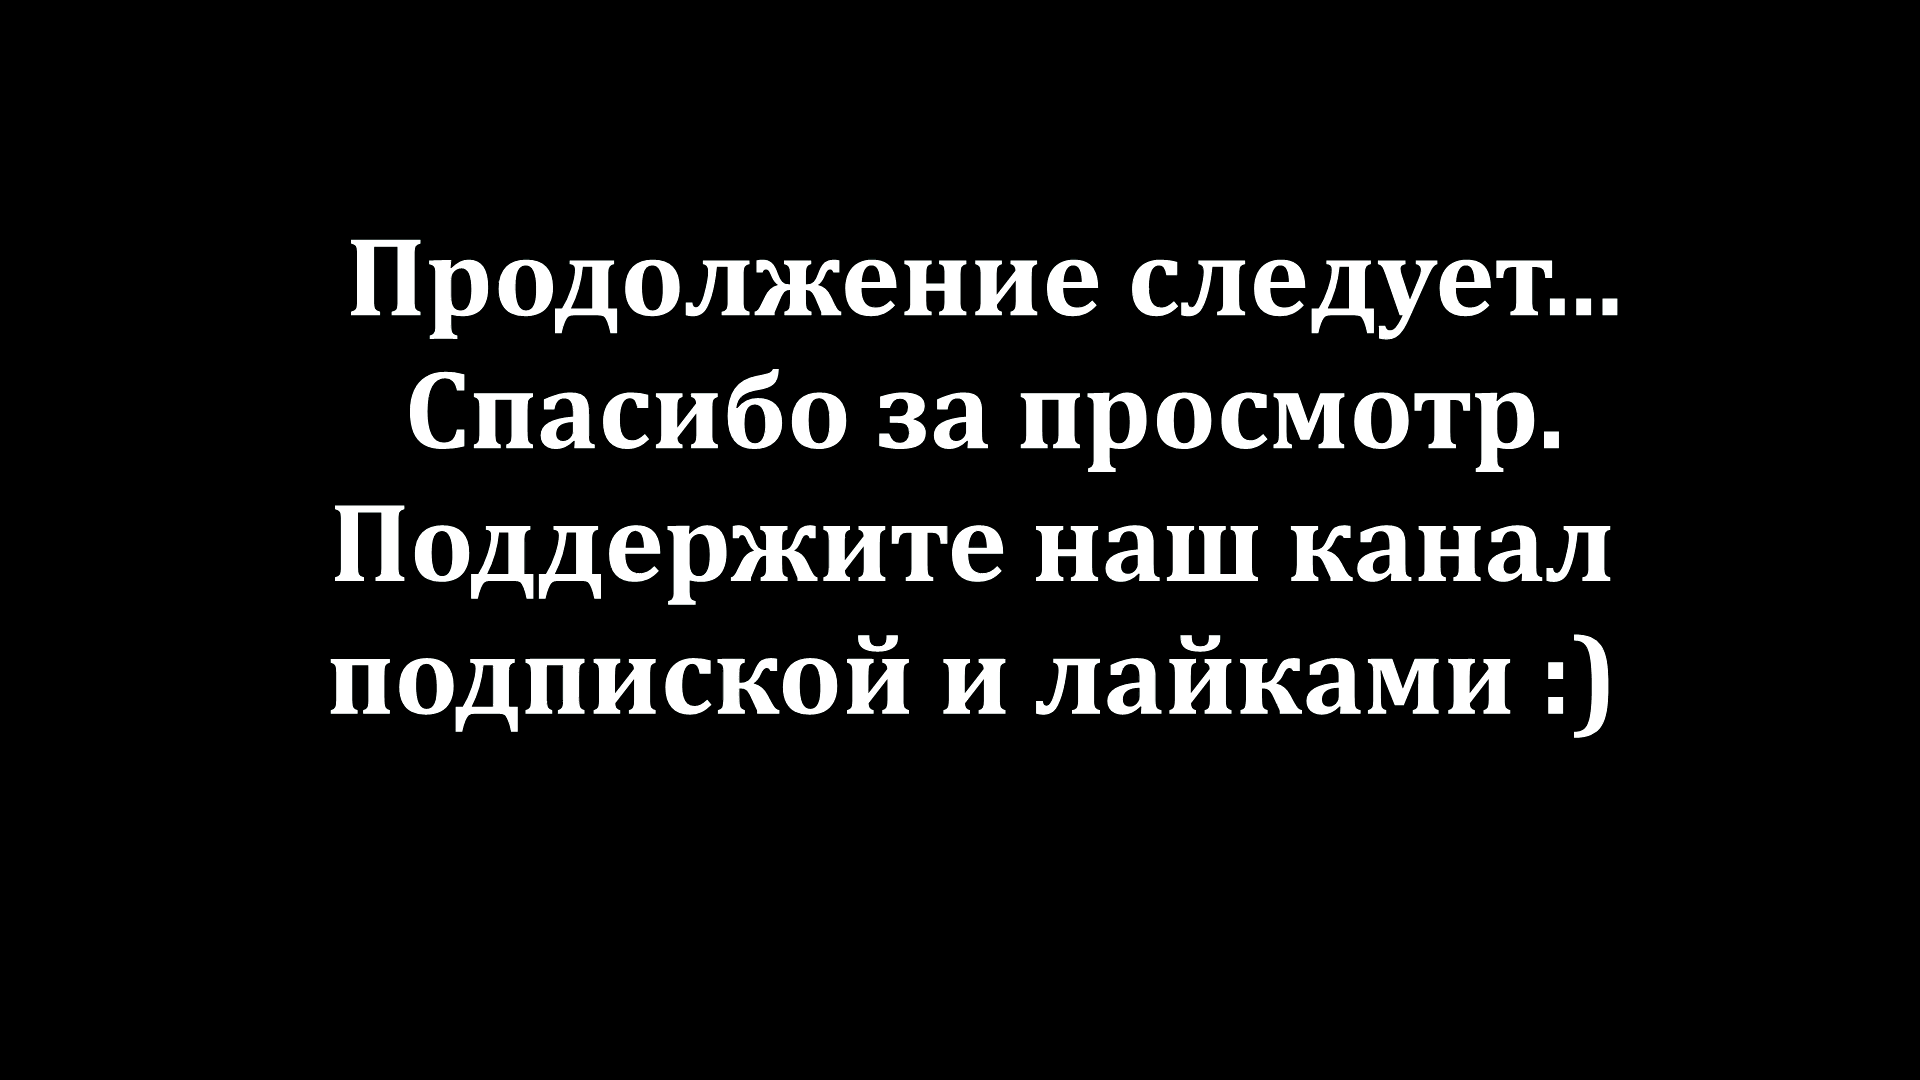 Продолжение следует...
Спасибо за просмотр.
Поддержите наш канал
подпиской и лайками :)